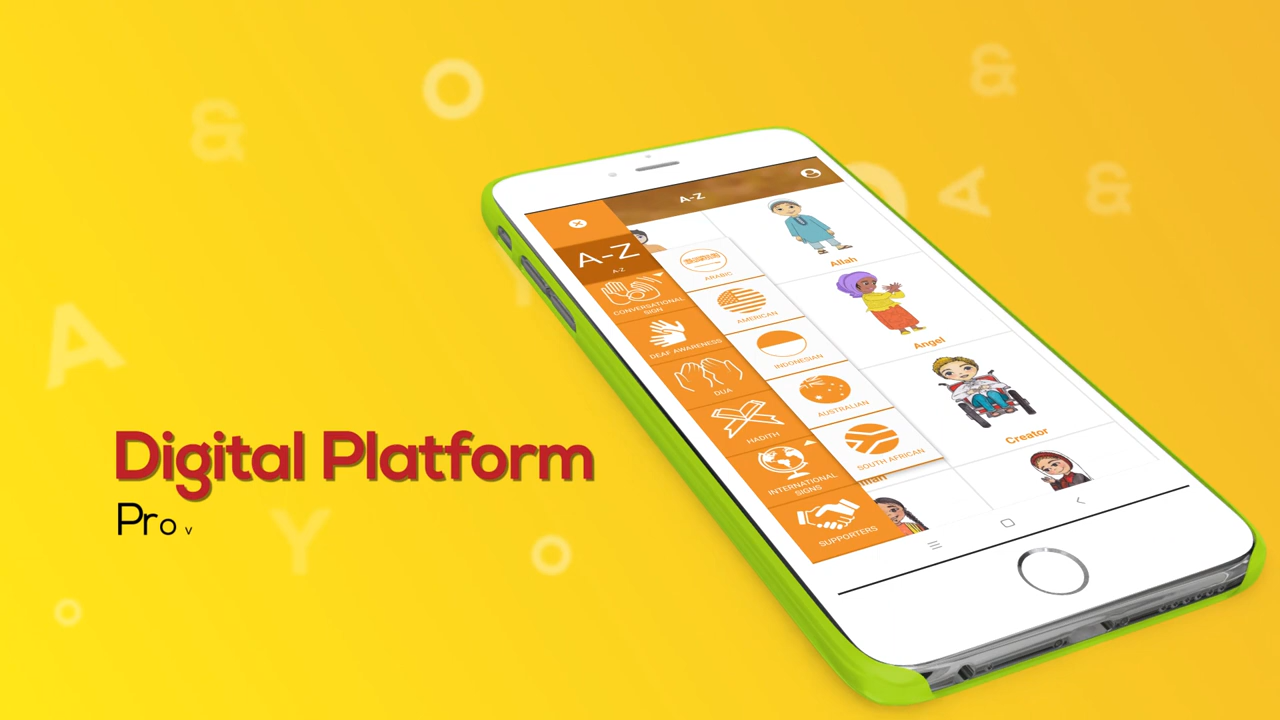 Digital Platform
Prov
A-Z
A-Z
A-Z
CONVERSATIONAL
SIGN
DEAF AWARENESS
DUA
HADITH
INTERNATIONAL
SIGNS
SUPPORTERS
ARABIC
AMERICAN
INDONESIAN
AUSTRALIAN
SOUTH AFRICAN
Allah
Angel
Creator
&
O
&
A
&
A
Y
O
O